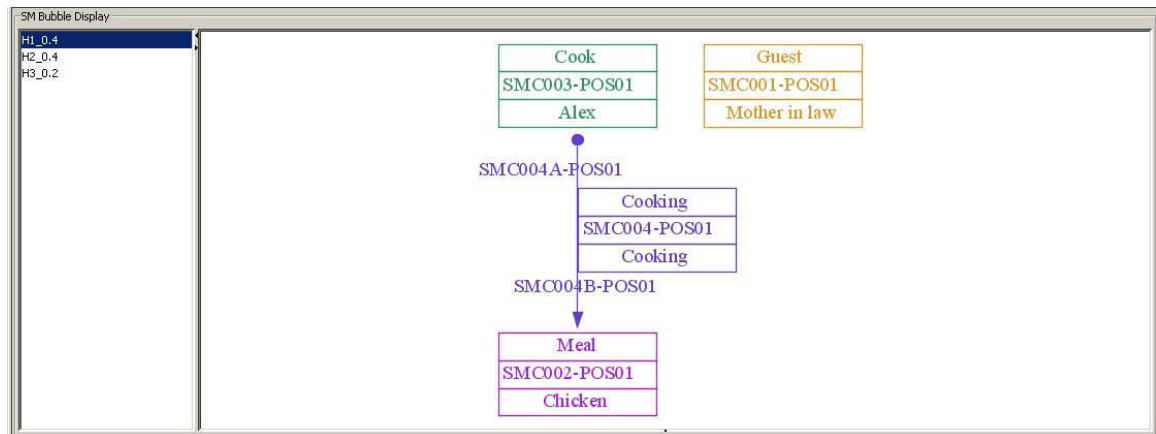 SM Bubble Display
H1_0.4
H2_0.4
H3_0.2
Cook
SMC003-POS01
Alex
Guest
SMC001-POS01
Mother in law
SMC004A-POS01
Cooking
SMC004-POS01
Cooking
SMC004B-POS01
Meal
SMC002-POS01
Chicken